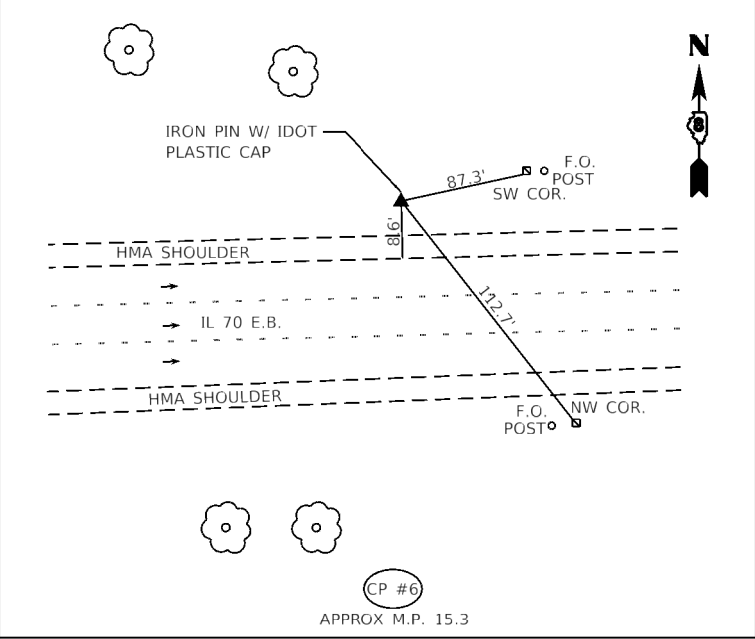 N
8
IRON PIN W/ IDOT
PLASTIC CAP
87.3'
F.O.
POST
SW COR.
8.6'
HMA SHOULDER
112.7'
IL 70 E.B.
HMA SHOULDER
F.O.
POST
NW COR.
CP #6
APPROX M.P. 15.3